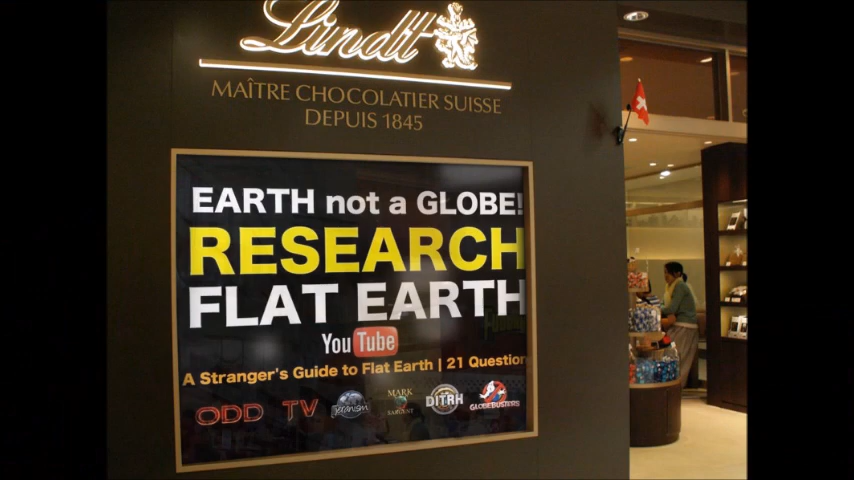 Lindt
MAÎTRE CHOCOLATIER SUISSE
DEPUIS 1845
EARTH not a GLOBE!
RESEARCH
FLAT EARTH
YouTube
A Stranger's Guide to Flat Earth | 21 Question
ODD TV jeranism MARK SARGENT DITRH GLOBEBUSTERS